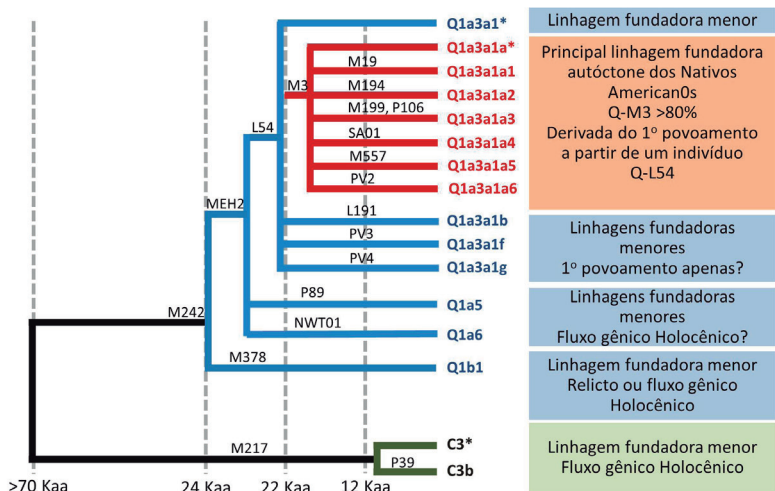 Q1a3a1*
Linhagem fundadora menor
Q1a3a1a*
M19
Q1a3a1a1
M3
M194
Q1a3a1a2
M199, P106
Q1a3a1a3
L54
SA01
Q1a3a1a4
M557
Q1a3a1a5
PV2
Q1a3a1a6
Principal linhagem fundadora
autóctone dos Nativos
American0s
Q-M3 >80%
Derivada do 1º povoamento
a partir de um indivíduo
Q-L54
MEH2
L191
Q1a3a1b
PV3
Q1a3a1f
PV4
Q1a3a1g
Linhagens fundadoras
menores
1º povoamento apenas?
P89
Q1a5
NWT01
Q1a6
Linhagens fundadoras
menores
Fluxo gênico Holocênico?
M242
M378
Q1b1
Linhagem fundadora menor
Relicto ou fluxo gênico
Holocênico
M217
C3*
P39
C3b
Linhagem fundadora menor
Fluxo gênico Holocênico
>70 Kaa
24 Kaa
22 Kaa
12 Kaa